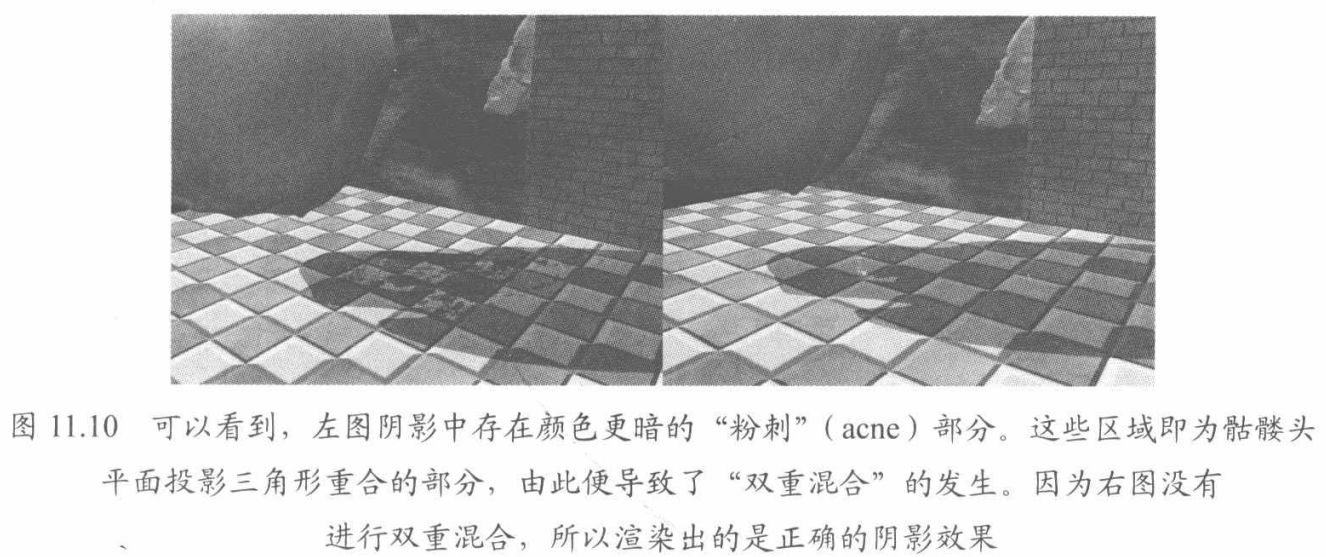 图 11.10 可以看到，左图阴影中存在颜色更暗的“粉刺”（acne）部分。这些区域即为骷髅头
平面投影三角形重合的部分，由此便导致了“双重混合”的发生。因为右图没有
进行双重混合，所以渲染出的是正确的阴影效果